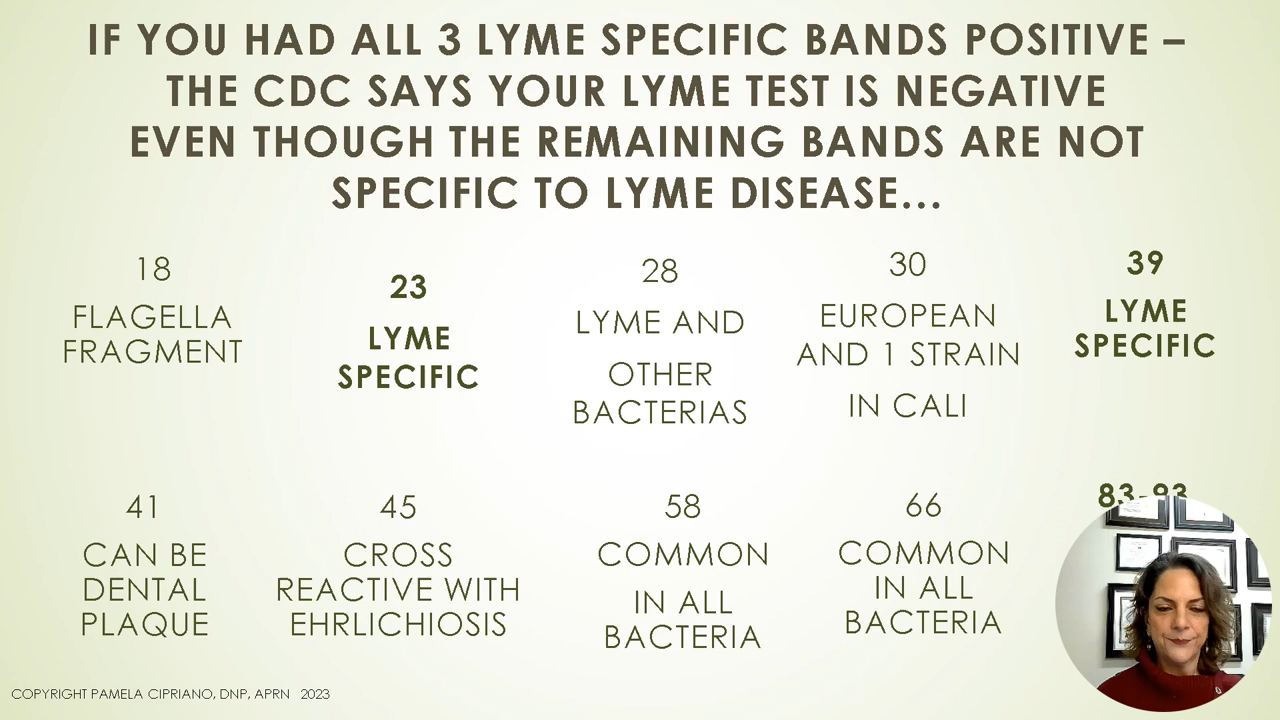 IF YOU HAD ALL 3 LYME SPECIFIC BANDS POSITIVE –
THE CDC SAYS YOUR LYME TEST IS NEGATIVE
EVEN THOUGH THE REMAINING BANDS ARE NOT
SPECIFIC TO LYME DISEASE...
18
FLAGELLA
FRAGMENT
23
LYME
SPECIFIC
28
LYME AND
OTHER
BACTERIAS
30
EUROPEAN
AND 1 STRAIN
IN CALI
39
LYME
SPECIFIC
41
CAN BE
DENTAL
PLAQUE
45
CROSS
REACTIVE WITH
EHRLICHIOSIS
58
COMMON
IN ALL
BACTERIA
66
COMMON
IN ALL
BACTERIA
83-93
COPYRIGHT PAMELA CIPRIANO, DNP, APRN 2023